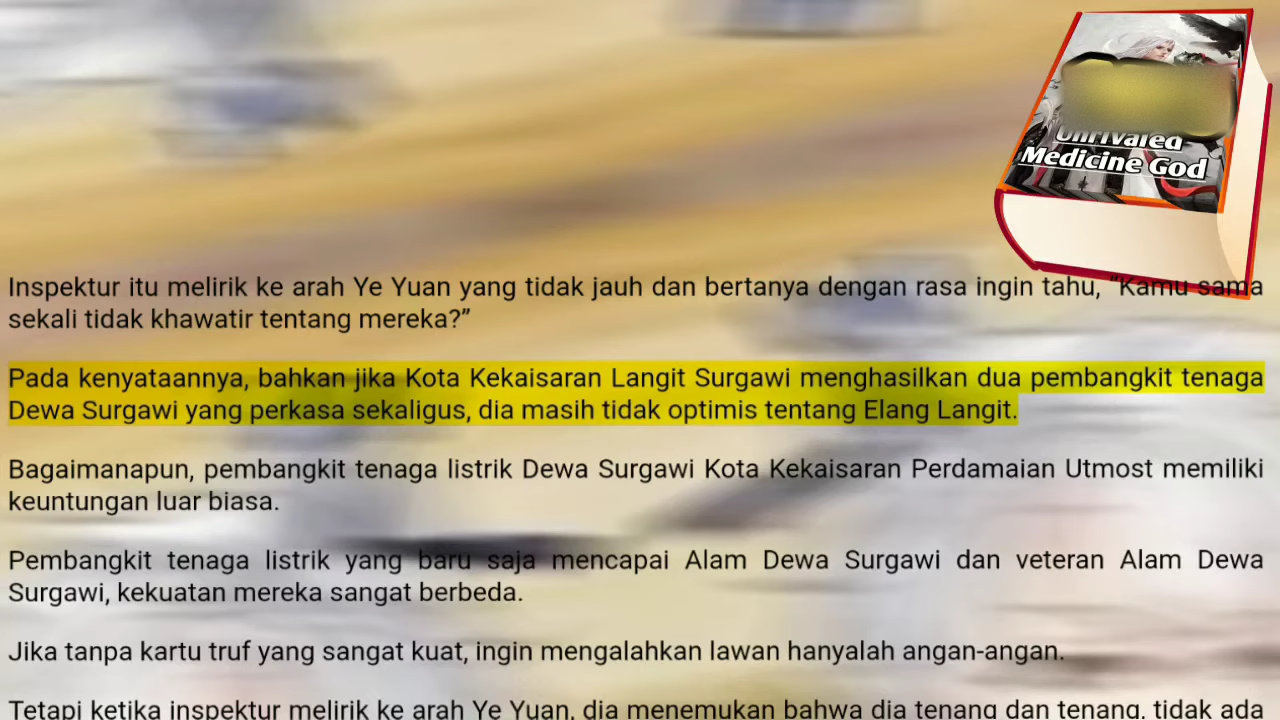 Unrivaled
Medicine God
Inspektur itu melirik ke arah Ye Yuan yang tidak jauh dan bertanya dengan rasa ingin tahu, “Kamu sama
sekali tidak khawatir tentang mereka?”
Pada kenyataannya, bahkan jika Kota Kekaisaran Langit Surgawi menghasilkan dua pembangkit tenaga
Dewa Surgawi yang perkasa sekaligus, dia masih tidak optimis tentang Elang Langit.
Bagaimanapun, pembangkit tenaga listrik Dewa Surgawi Kota Kekaisaran Perdamaian Utmost memiliki
keuntungan luar biasa.
Pembangkit tenaga listrik yang baru saja mencapai Alam Dewa Surgawi dan veteran Alam Dewa
Surgawi, kekuatan mereka sangat berbeda.
Jika tanpa kartu truf yang sangat kuat, ingin mengalahkan lawan hanyalah angan-angan.
Tetapi ketika inspektur melirik ke arah Ye Yuan, dia menemukan bahwa dia tenang dan tenang, tidak ada